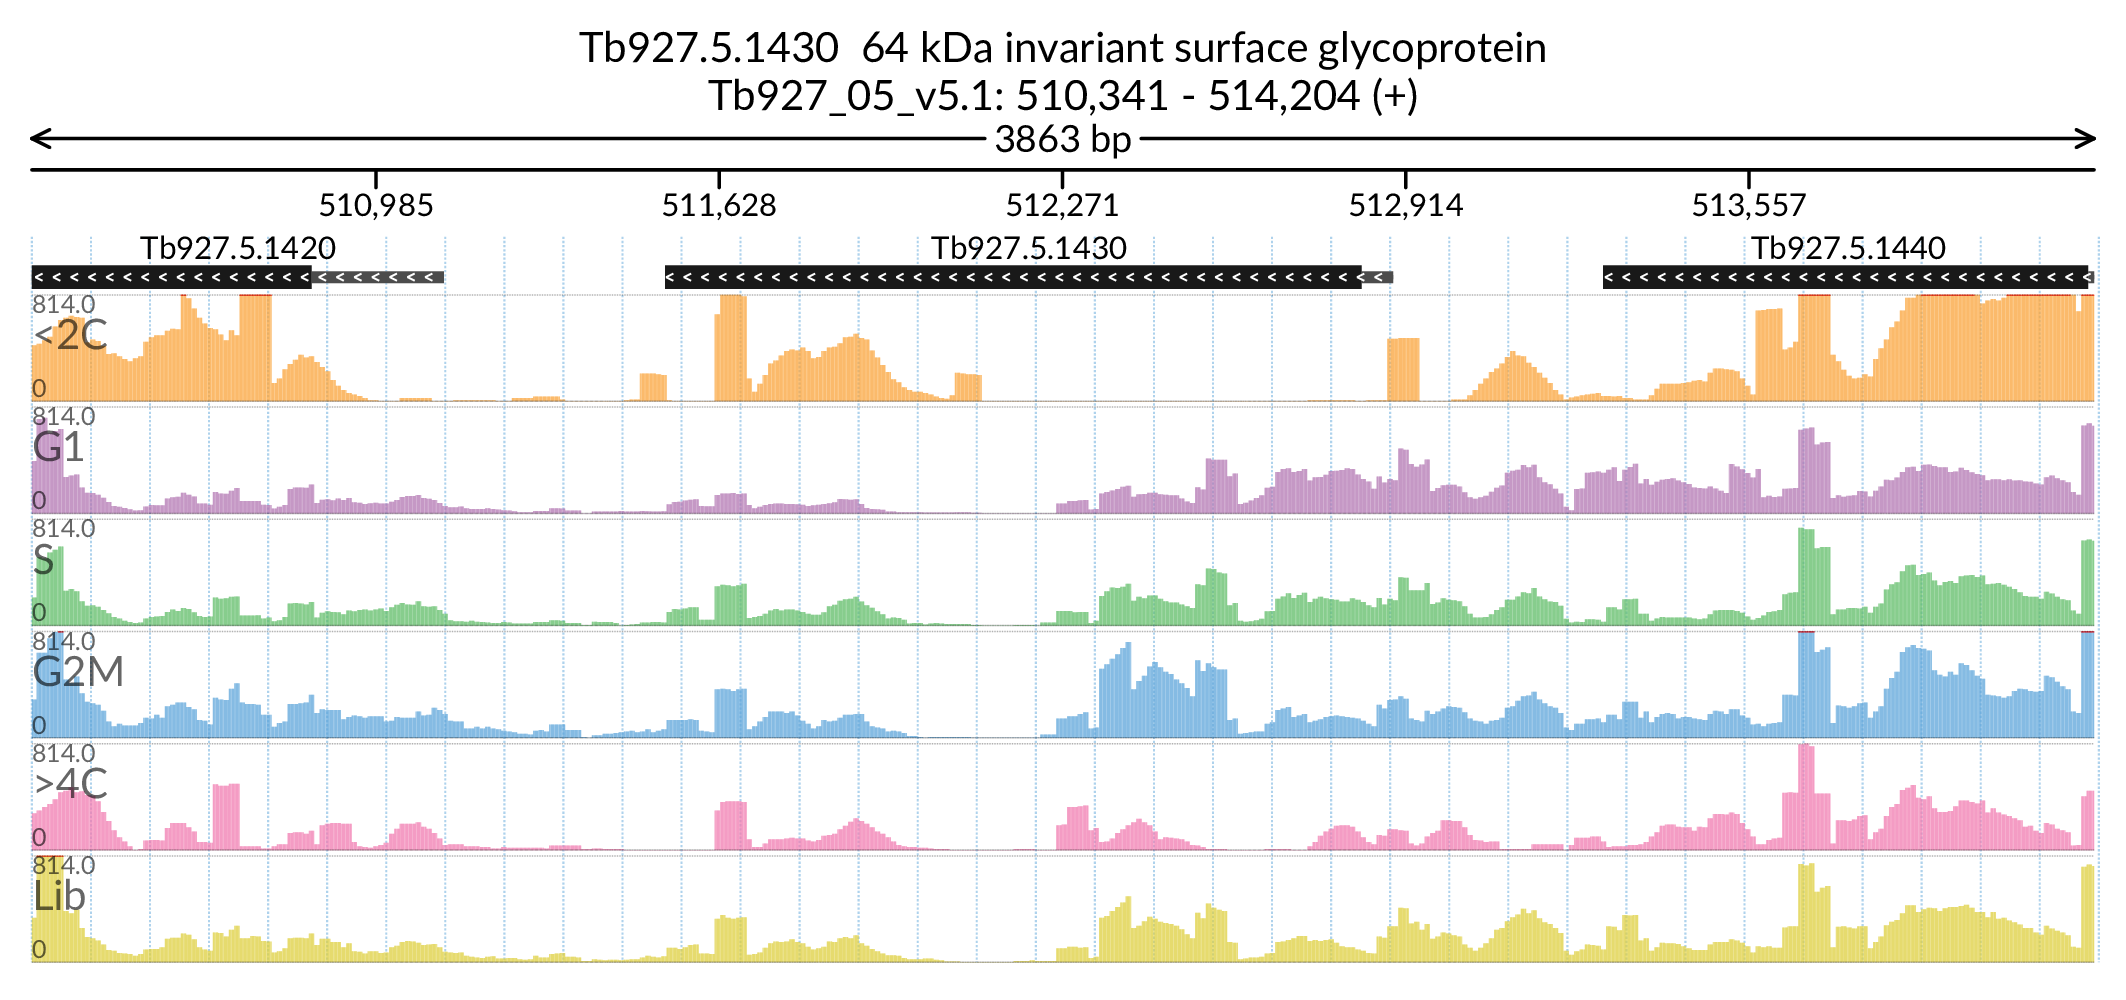 Tb927.5.1430  64 kDa invariant surface glycoprotein
Tb927_05_v5.1: 510,341 - 514,204 (+)
3863 bp
510,985 511,628 512,271 512,914 513,557
Tb927.5.1420 Tb927.5.1430 Tb927.5.1440
814.0
<2C
0
814.0
G1
0
814.0
S
0
814.0
G2M
0
814.0
>4C
0
814.0
Lib
0